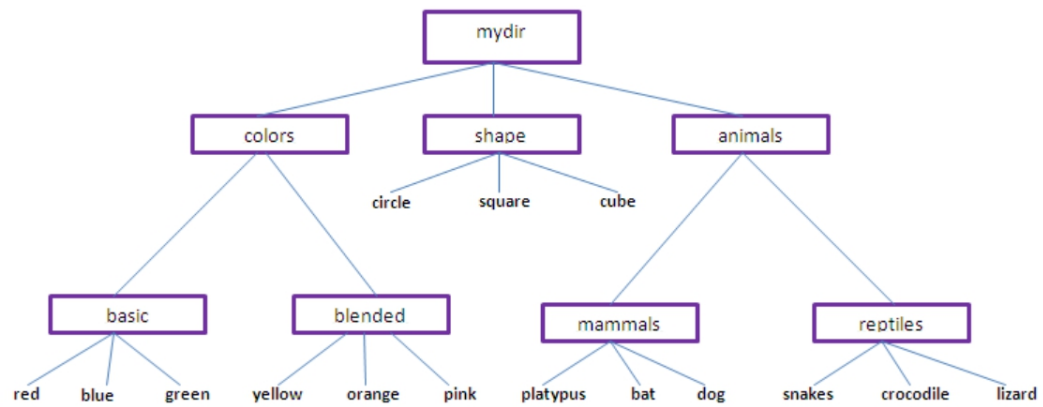 mydir
colors shape animals
circle square cube
basic blended mammals reptiles
red blue green yellow orange pink platypus bat dog snakes crocodile lizard